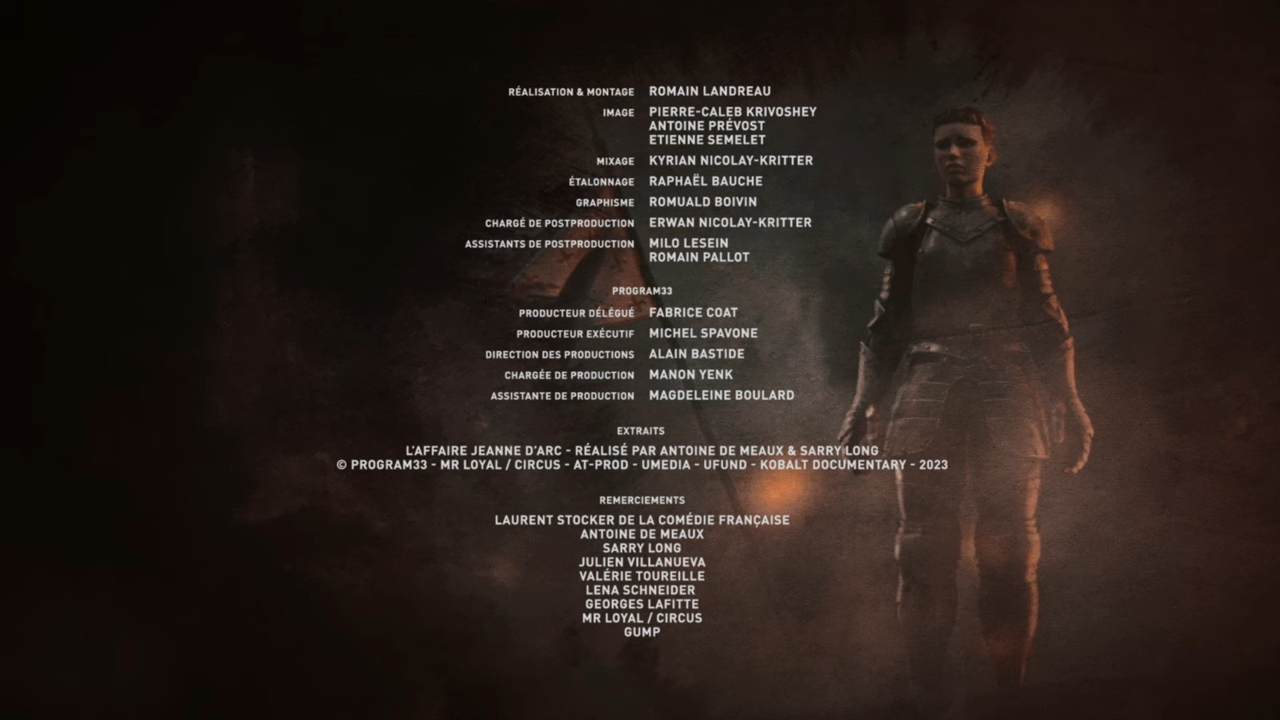 RÉALISATION & MONTAGE ROMAIN LANDREAU
IMAGE PIERRE-CALEB KRIVOSHEY
ANTOINE PRÉVOST
ETIENNE SEMELET
MIXAGE KYRIAN NICOLAY-KRITTER
ÉTALONNAGE RAPHAËL BAUCHE
GRAPHISME ROMUALD BOIVIN
CHARGÉ DE POSTPRODUCTION ERWAN NICOLAY-KRITTER
ASSISTANTS DE POSTPRODUCTION MILO LESEIN
ROMAIN PALLOT
PROGRAM33
PRODUCTEUR DÉLÉGUÉ FABRICE COAT
PRODUCTEUR EXÉCUTIF MICHEL SPAVONE
DIRECTION DES PRODUCTIONS ALAIN BASTIDE
CHARGÉE DE PRODUCTION MANON YENK
ASSISTANTE DE PRODUCTION MAGDELEINE BOULARD
EXTRAITS
L'AFFAIRE JEANNE D'ARC - RÉALISÉ PAR ANTOINE DE MEAUX & SARRY LONG
© PROGRAM33 - MR LOYAL / CIRCUS - AT-PROD - UMEDIA - UFUND - KOBALT DOCUMENTARY - 2023
REMERCIEMENTS
LAURENT STOCKER DE LA COMÉDIE FRANÇAISE
ANTOINE DE MEAUX
SARRY LONG
JULIEN VILLANUEVA
VALÉRIE TOUREILLE
LENA SCHNEIDER
GEORGES LAFITTE
MR LOYAL / CIRCUS
GUMP